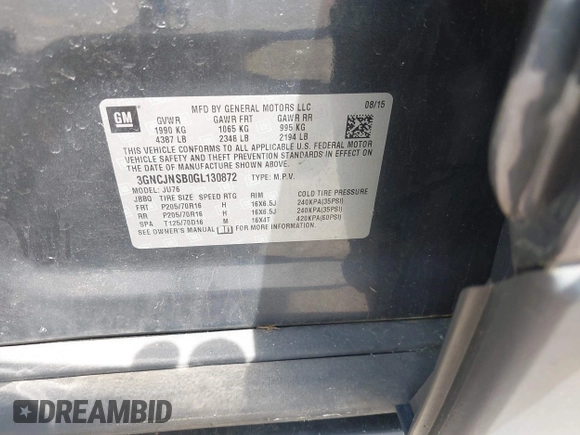 GM
MFD BY GENERAL MOTORS LLC 08/15
GVWR GAWR FRT GAWR RR
1990 KG 1065 KG 995 KG
4387 LB 2348 LB 2194 LB
THIS VEHICLE CONFORMS TO ALL APPLICABLE U.S. FEDERAL MOTOR
VEHICLE SAFETY AND THEFT PREVENTION STANDARDS IN EFFECT ON
THE DATE OF MANUFACTURE SHOWN ABOVE.
3GNCJNSB0GL130872 TYPE: M.P.V.
MODEL: JU76
JBBQ TIRE SIZE SPEED RTG RIM COLD TIRE PRESSURE
FRT P205/70R16 H 16X6.5J 240KPA(35PSI)
RR P205/70R16 H 16X6.5J 240KPA(35PSI)
SPA T125/70D16 M 16X4T 420KPA(60PSI)
SEE OWNER'S MANUAL FOR MORE INFORMATION.
DREAMBID